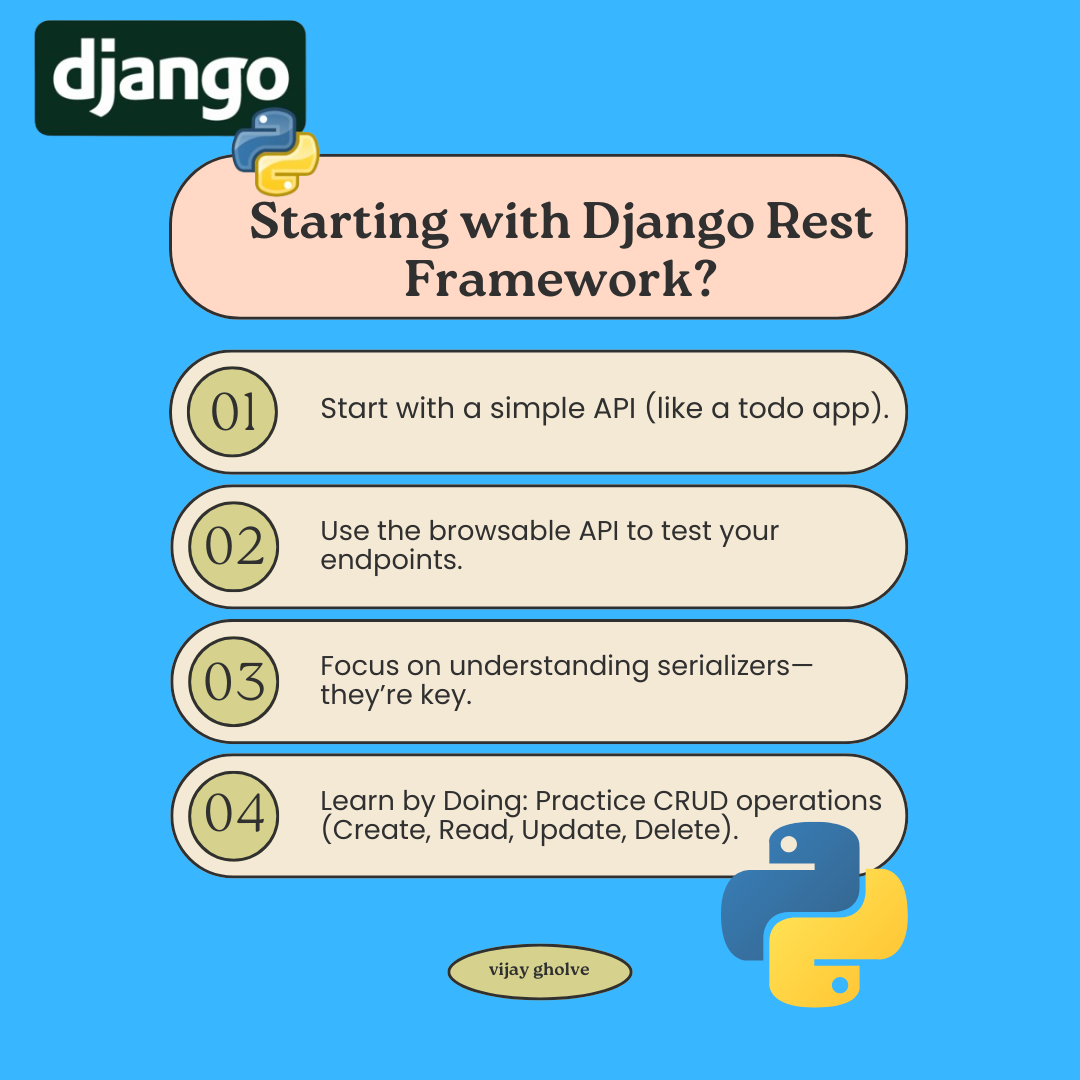 django
Starting with Django Rest
Framework?
01
Start with a simple API (like a todo app).
02
Use the browsable API to test your
endpoints.
03
Focus on understanding serializers—
they’re key.
04
Learn by Doing: Practice CRUD operations
(Create, Read, Update, Delete).
vijay gholve